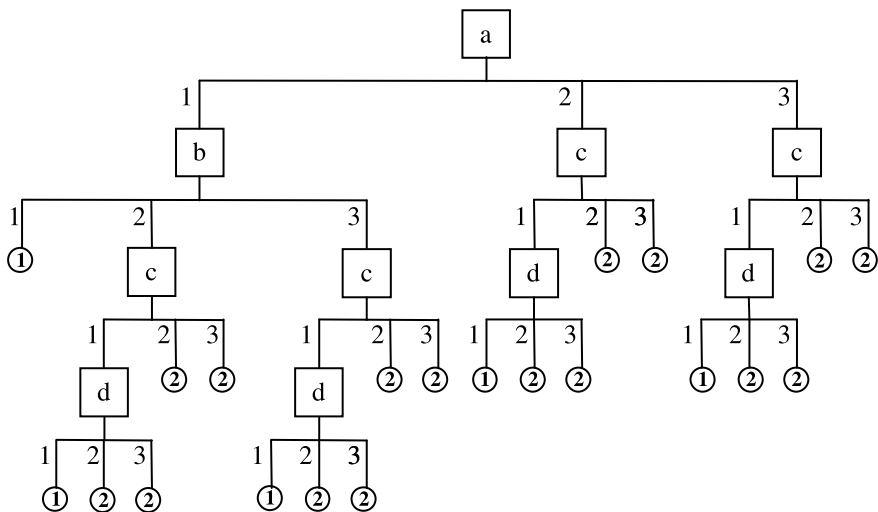 a
1 2 3
b c c
1 2 3 1 2 3 1 2 3
1 c c d 2 2 d 2 2
1 2 3 1 2 3 1 2 3 1 2 3
d 2 2 d 2 2 1 2 2 1 2 2
1 2 3 1 2 3
1 2 2 1 2 2